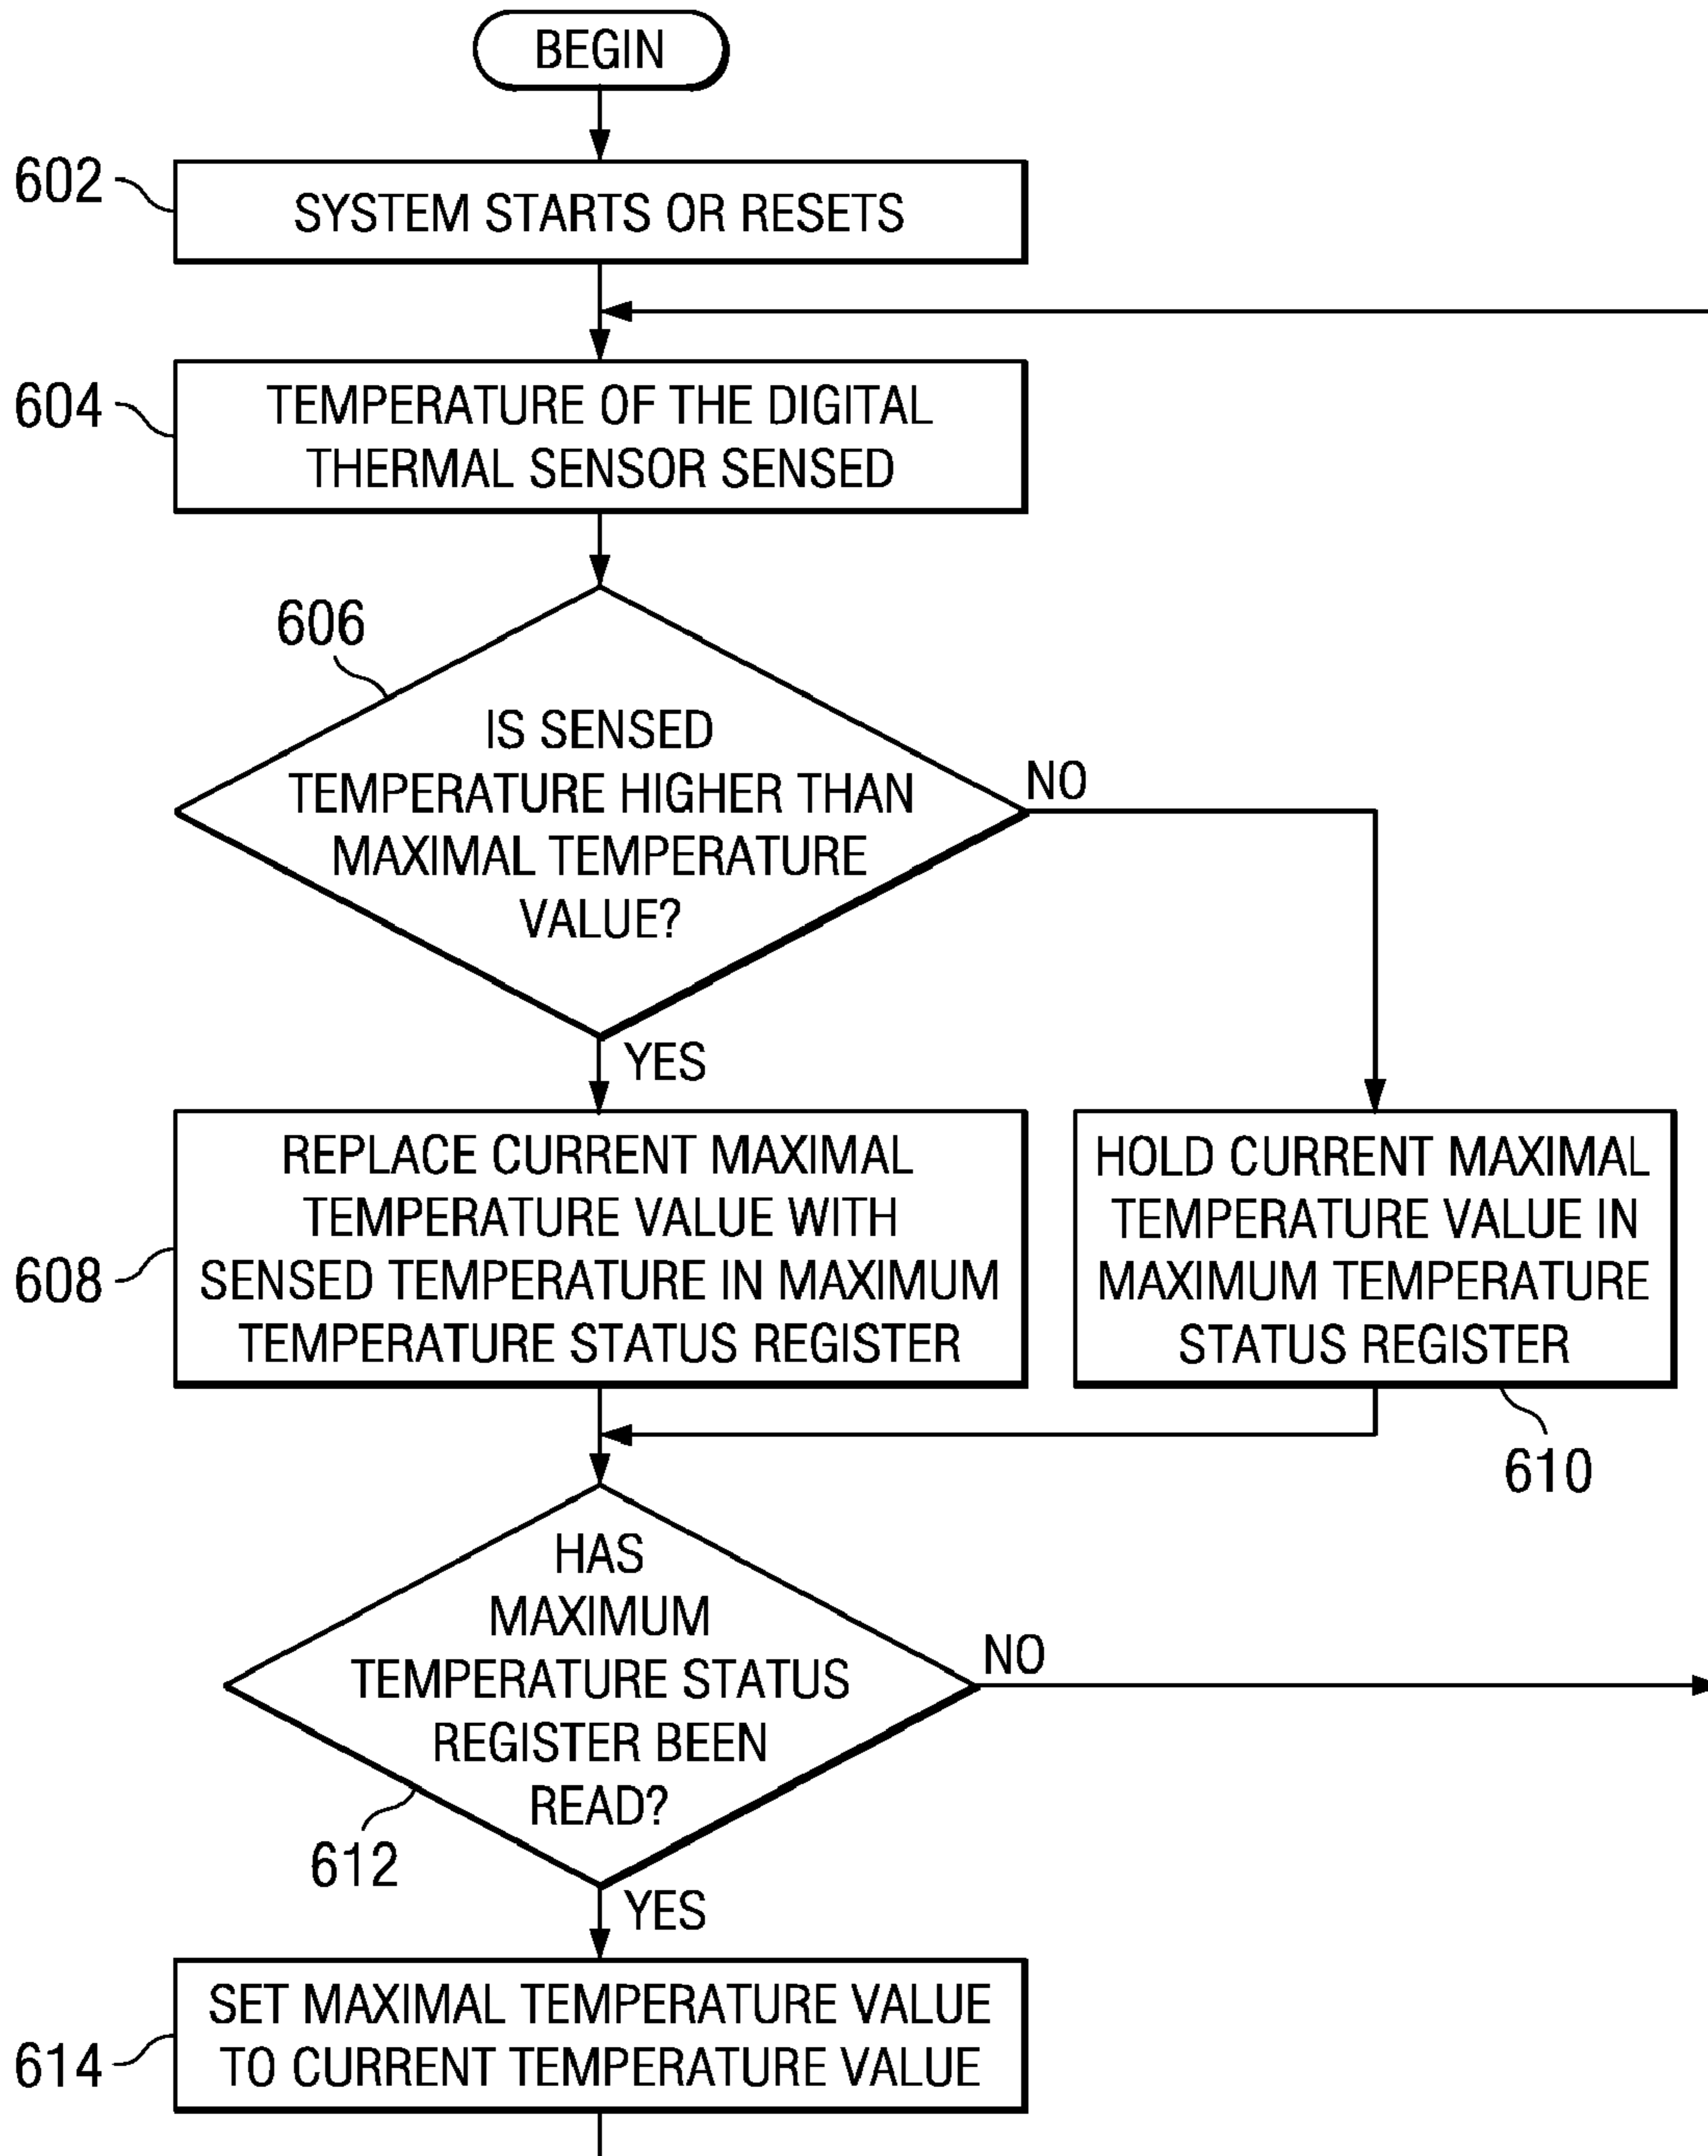 BEGIN
602
SYSTEM STARTS OR RESETS
604
TEMPERATURE OF THE DIGITAL
THERMAL SENSOR SENSED
606
IS SENSED
TEMPERATURE HIGHER THAN
MAXIMAL TEMPERATURE
VALUE?
NO
YES
608
REPLACE CURRENT MAXIMAL
TEMPERATURE VALUE WITH
SENSED TEMPERATURE IN MAXIMUM
TEMPERATURE STATUS REGISTER
HOLD CURRENT MAXIMAL
TEMPERATURE VALUE IN
MAXIMUM TEMPERATURE
STATUS REGISTER
610
HAS
MAXIMUM
TEMPERATURE STATUS
REGISTER BEEN
READ?
NO
612
YES
614
SET MAXIMAL TEMPERATURE VALUE
TO CURRENT TEMPERATURE VALUE